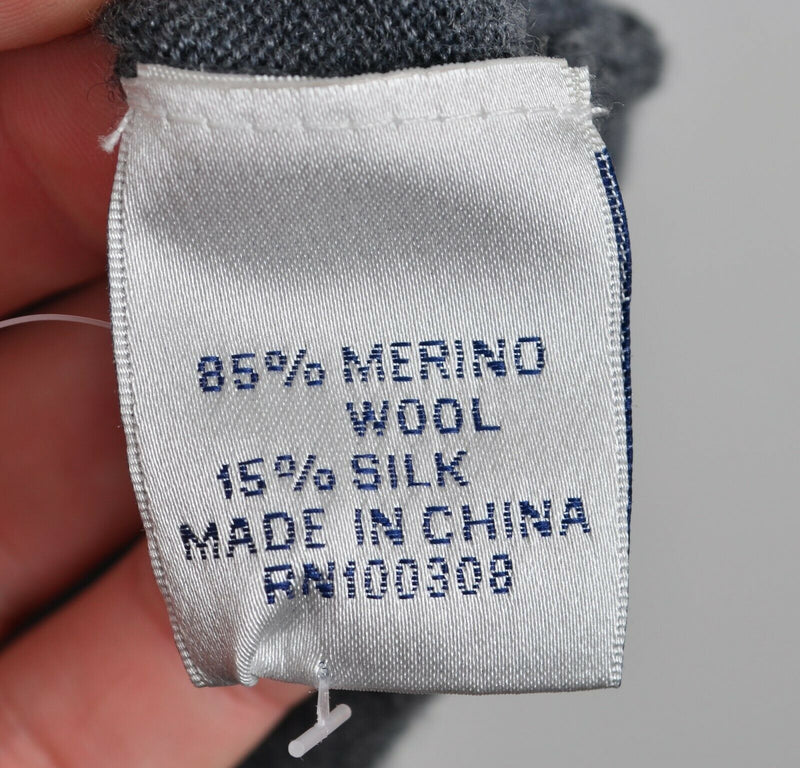 85% MERINO
WOOL
15% SILK
MADE IN CHINA
RN100308